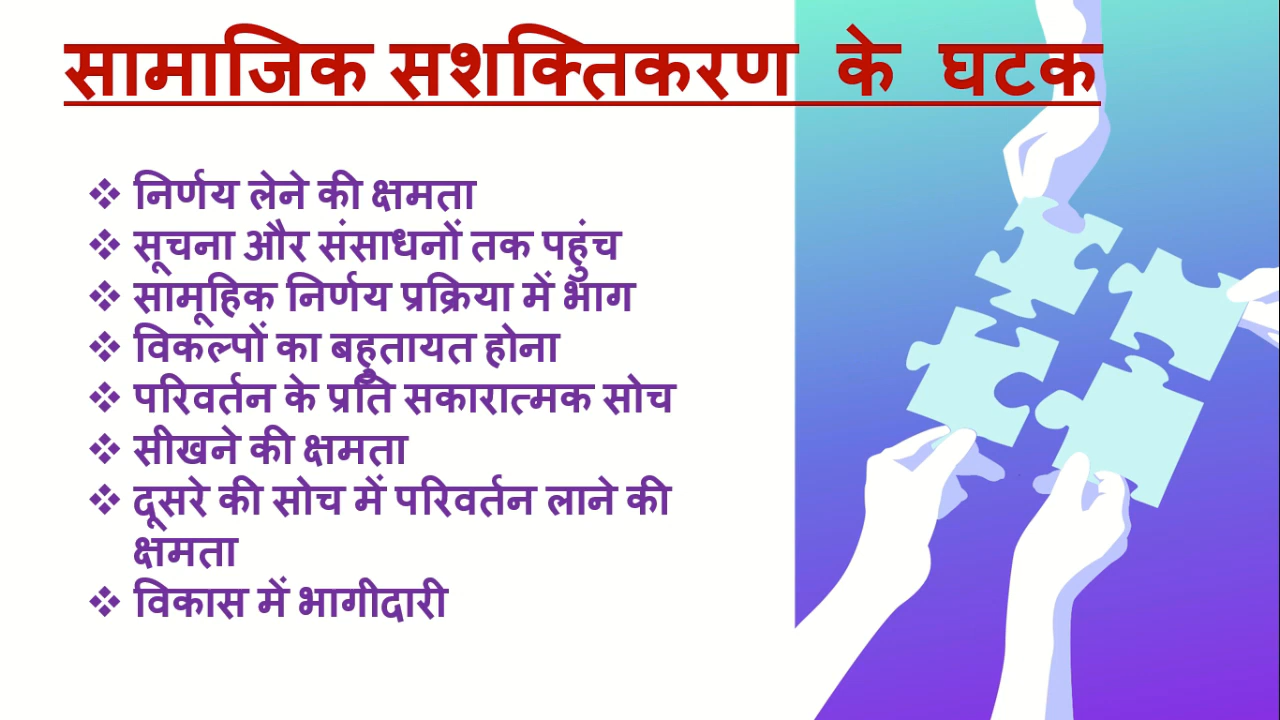 सामाजिक सशक्तिकरण के घटक
❖ निर्णय लेने की क्षमता
❖ सूचना और संसाधनों तक पहुंच
❖ सामूहिक निर्णय प्रक्रिया में भाग
❖ विकल्पों का बहुतायत होना
❖ परिवर्तन के प्रति सकारात्मक सोच
❖ सीखने की क्षमता
❖ दूसरे की सोच में परिवर्तन लाने की
क्षमता
❖ विकास में भागीदारी